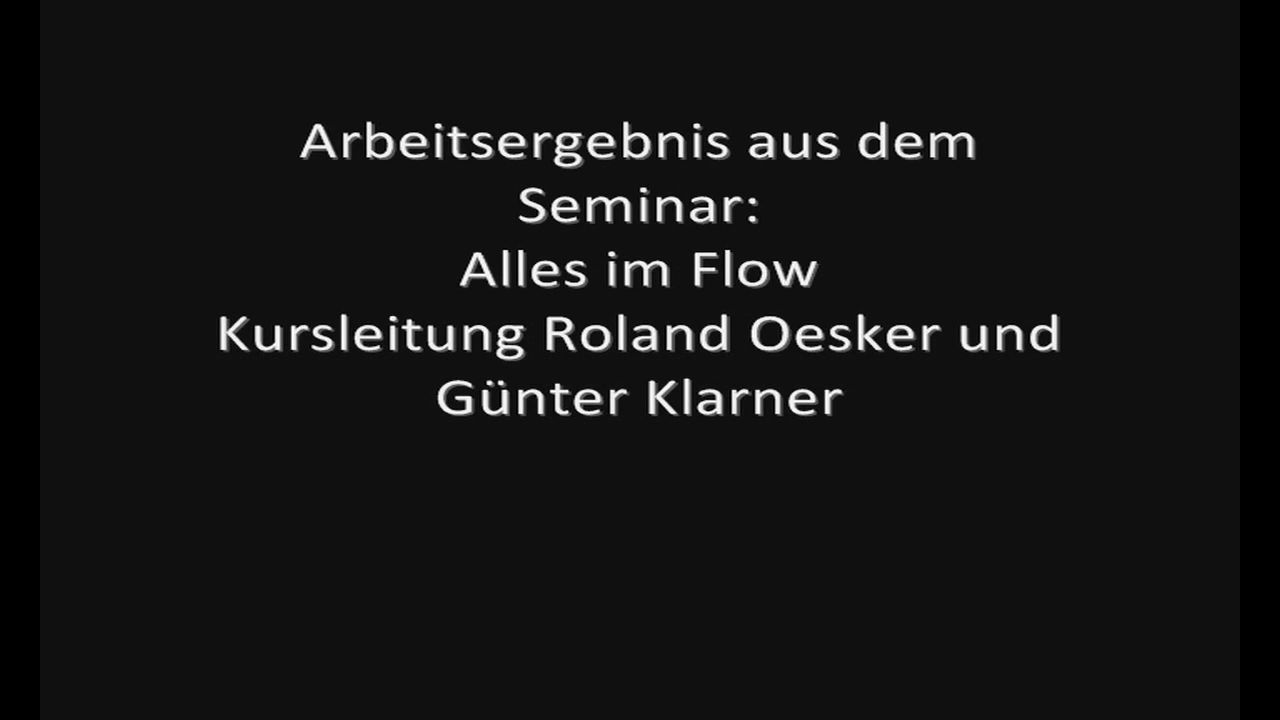 Arbeitsergebnis aus dem
Seminar:
Alles im Flow
Kursleitung Roland Oesker und
Günter Klarner